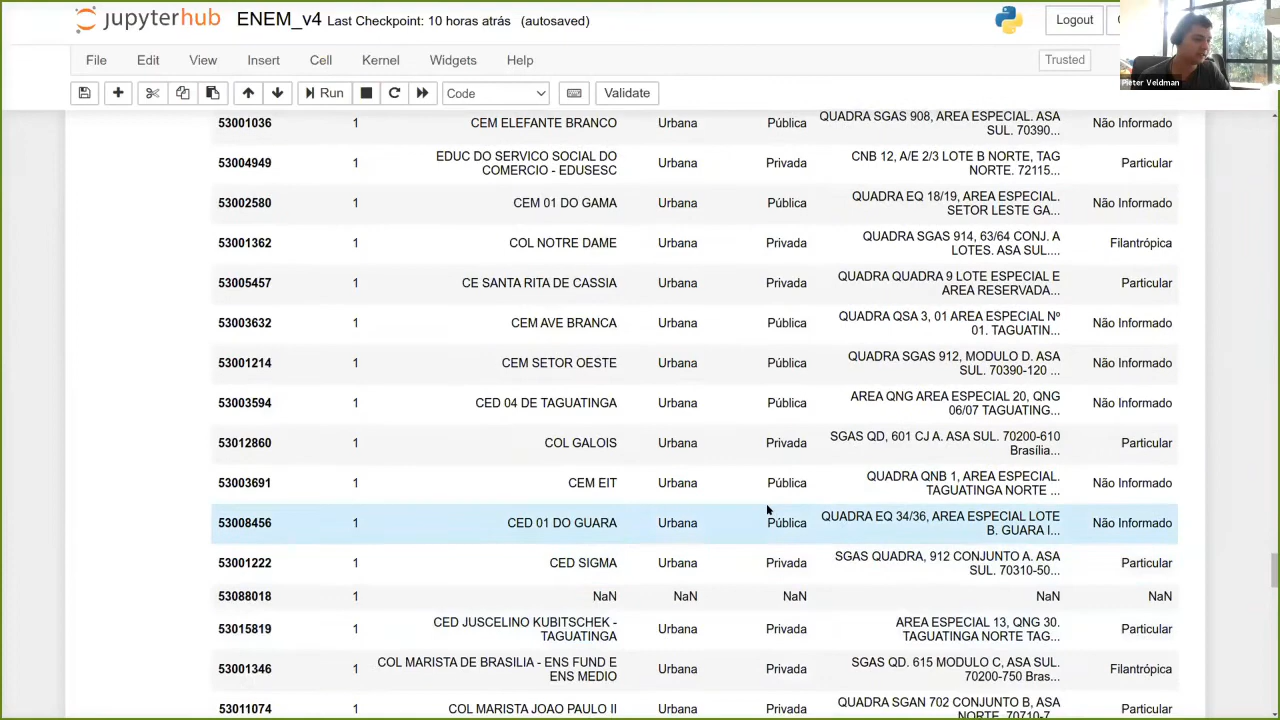 jupyterhub ENEM_v4 Last Checkpoint: 10 horas atrás (autosaved) Logout
Pieter Veldman
File Edit View Insert Cell Kernel Widgets Help Trusted
Run Code Validate
53001036 1 CEM ELEFANTE BRANCO Urbana Pública QUADRA SGAS 908, AREA ESPECIAL. ASA SUL. 70390... Não Informado
53004949 1 EDUC DO SERVICO SOCIAL DO COMERCIO - EDUSESC Urbana Privada CNB 12, A/E 2/3 LOTE B NORTE, TAG NORTE. 72115... Particular
53002580 1 CEM 01 DO GAMA Urbana Pública QUADRA EQ 18/19, AREA ESPECIAL. SETOR LESTE GA... Não Informado
53001362 1 COL NOTRE DAME Urbana Privada QUADRA SGAS 914, 63/64 CONJ. A LOTES. ASA SUL.... Filantrópica
53005457 1 CE SANTA RITA DE CASSIA Urbana Privada QUADRA QUADRA 9 LOTE ESPECIAL E AREA RESERVADA... Particular
53003632 1 CEM AVE BRANCA Urbana Pública QUADRA QSA 3, 01 AREA ESPECIAL Nº 01. TAGUATIN... Não Informado
53001214 1 CEM SETOR OESTE Urbana Pública QUADRA SGAS 912, MODULO D. ASA SUL. 70390-120 ... Não Informado
53003594 1 CED 04 DE TAGUATINGA Urbana Pública AREA QNG AREA ESPECIAL 20, QNG 06/07 TAGUATING... Não Informado
53012860 1 COL GALOIS Urbana Privada SGAS QD, 601 CJ A. ASA SUL. 70200-610 Brasília... Particular
53003691 1 CEM EIT Urbana Pública QUADRA QNB 1, AREA ESPECIAL. TAGUATINGA NORTE ... Não Informado
53008456 1 CED 01 DO GUARA Urbana Pública QUADRA EQ 34/36, AREA ESPECIAL LOTE B. GUARA I... Não Informado
53001222 1 CED SIGMA Urbana Privada SGAS QUADRA, 912 CONJUNTO A. ASA SUL. 70310-50... Particular
53088018 1 NaN NaN NaN NaN NaN
53015819 1 CED JUSCELINO KUBITSCHEK - TAGUATINGA Urbana Privada AREA ESPECIAL 13, QNG 30. TAGUATINGA NORTE TAG... Particular
53001346 1 COL MARISTA DE BRASILIA - ENS FUND E ENS MEDIO Urbana Privada SGAS QD. 615 MODULO C, ASA SUL. 70200-750 Bras... Filantrópica
53011074 1 COL MARISTA JOAO PAULO II Urbana Privada QUADRA SGAN 702 CONJUNTO B, ASA NORTE. 70710-7... Particular